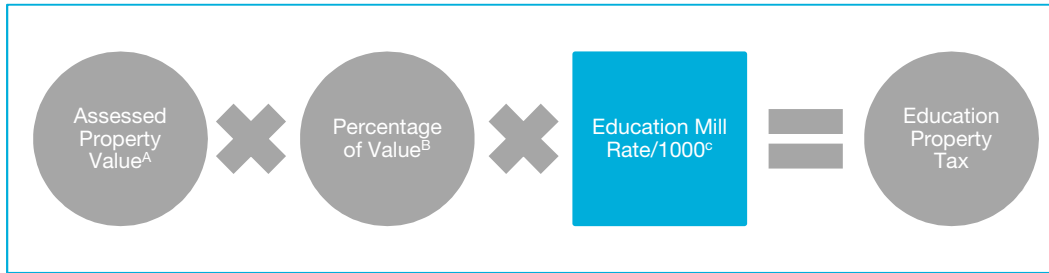 Assessed
Property
Valueᴬ
Percentage
of Valueᴮ
Education Mill
Rate/1000ᶜ
Education
Property
Tax